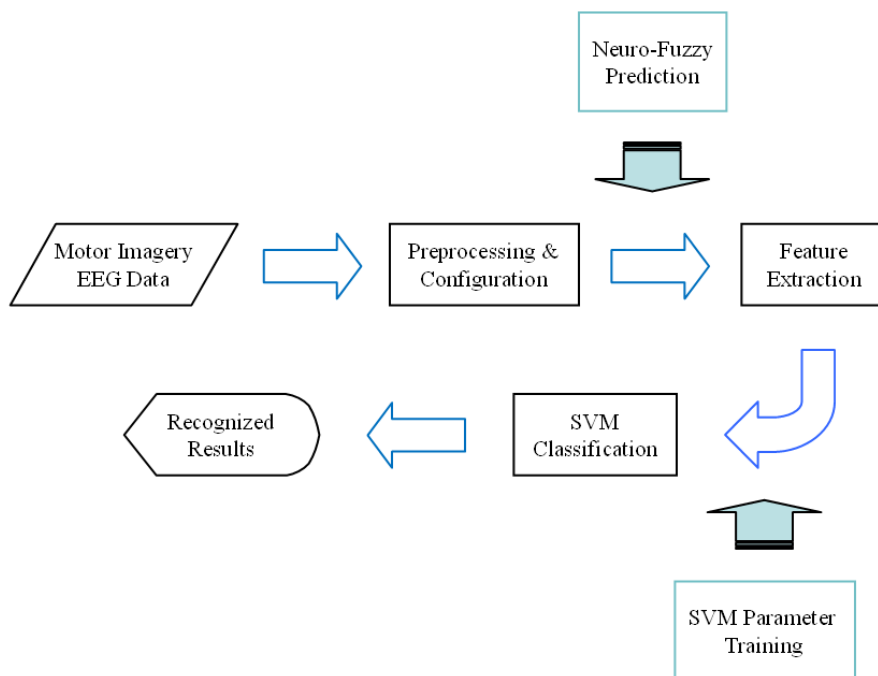 Neuro-Fuzzy
Prediction
Motor Imagery
EEG Data
Preprocessing &
Configuration
Feature
Extraction
Recognized
Results
SVM
Classification
SVM Parameter
Training